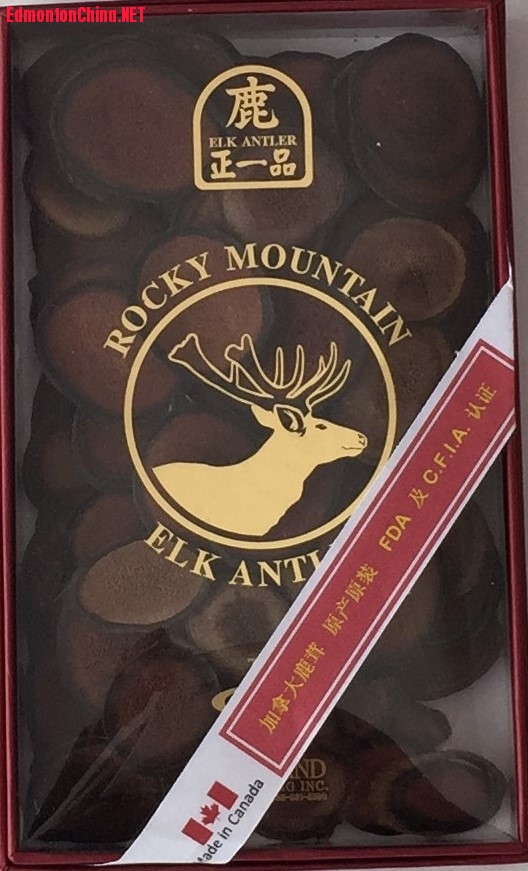 EdmontonChina.NET
鹿
ELK ANTLER
正一品
ROCKY MOUNTAIN
ELK
加拿大鹿茸 原产原装 FDA 及 C.F.I.A. 认证
Made in Canada
INC.